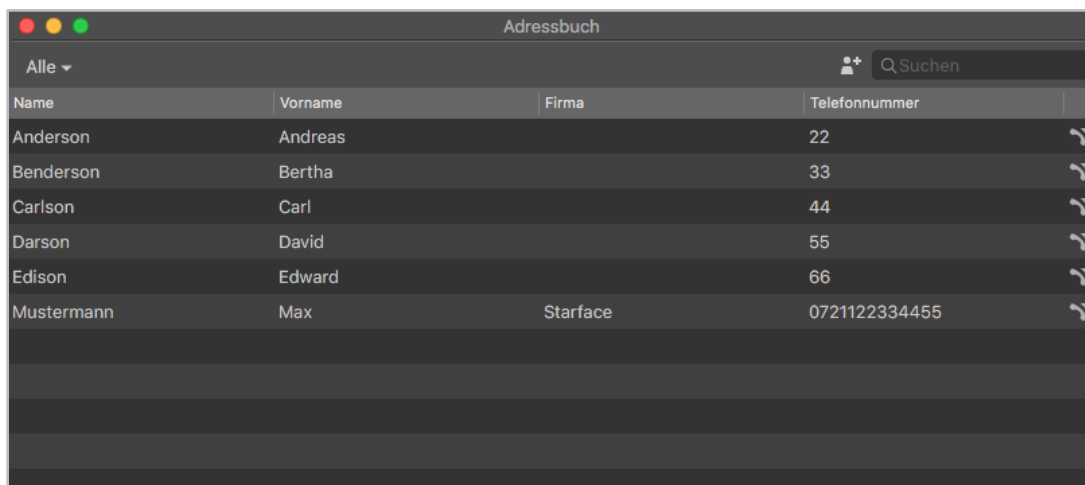 Adressbuch
Alle Suchen
Name Vorname Firma Telefonnummer
Anderson Andreas 22
Benderson Bertha 33
Carlson Carl 44
Darson David 55
Edison Edward 66
Mustermann Max Starface 0721122334455